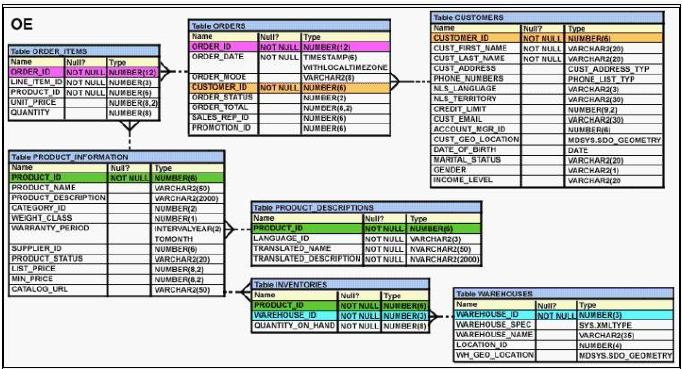 OE
Table ORDER_ITEMS
Name Null? Type
ORDER_ID NOT NULL NUMBER(12)
LINE_ITEM_ID NOT NULL NUMBER(3)
PRODUCT_ID NOT NULL NUMBER(6)
UNIT_PRICE NUMBER(8,2)
QUANTITY NUMBER(8)
Table ORDERS
Name Null? Type
ORDER_ID NOT NULL NUMBER(12)
ORDER_DATE NOT NULL TIMESTAMP(6)
WITHLOCALTIMEZONE
ORDER_MODE VARCHAR2(8)
CUSTOMER_ID NOT NULL NUMBER(6)
ORDER_STATUS NUMBER(2)
ORDER_TOTAL NUMBER(8,2)
SALES_REP_ID NUMBER(6)
PROMOTION_ID NUMBER(6)
Table CUSTOMERS
Name Null? Type
CUSTOMER_ID NOT NULL NUMBER(6)
CUST_FIRST_NAME NOT NULL VARCHAR2(20)
CUST_LAST_NAME NOT NULL VARCHAR2(20)
CUST_ADDRESS CUST_ADDRESS_TYP
PHONE_NUMBERS PHONE_LIST_TYP
NLS_LANGUAGE VARCHAR2(3)
NLS_TERRITORY VARCHAR2(30)
CREDIT_LIMIT NUMBER(9,2)
CUST_EMAIL VARCHAR2(30)
ACCOUNT_MGR_ID NUMBER(6)
CUST_GEO_LOCATION MDSYS.SDO_GEOMETRY
DATE_OF_BIRTH DATE
MARITAL_STATUS VARCHAR2(20)
GENDER VARCHAR2(1)
INCOME_LEVEL VARCHAR2(20
Table PRODUCT_INFORMATION
Name Null? Type
PRODUCT_ID NOT NULL NUMBER(6)
PRODUCT_NAME VARCHAR2(50)
PRODUCT_DESCRIPTION VARCHAR2(2000)
CATEGORY_ID NUMBER(2)
WEIGHT_CLASS NUMBER(1)
WARRANTY_PERIOD INTERVALYEAR(2)
TOMONTH
SUPPLIER_ID NUMBER(6)
PRODUCT_STATUS VARCHAR2(20)
LIST_PRICE NUMBER(8,2)
MIN_PRICE NUMBER(8,2)
CATALOG_URL VARCHAR2(50)
Table PRODUCT_DESCRIPTIONS
Name Null? Type
PRODUCT_ID NOT NULL NUMBER(6)
LANGUAGE_ID NOT NULL VARCHAR2(3)
TRANSLATED_NAME NOT NULL NVARCHAR2(50)
TRANSLATED_DESCRIPTION NOT NULL NVARCHAR2(2000)
Table INVENTORIES
Name Null? Type
PRODUCT_ID NOT NULL NUMBER(6)
WAREHOUSE_ID NOT NULL NUMBER(3)
QUANTITY_ON_HAND NOT NULL NUMBER(8)
Table WAREHOUSES
Name Null? Type
WAREHOUSE_ID NOT NULL NUMBER(3)
WAREHOUSE_SPEC SYS.XMLTYPE
WAREHOUSE_NAME VARCHAR2(35)
LOCATION_ID NUMBER(4)
WH_GEO_LOCATION MDSYS.SDO_GEOMETRY